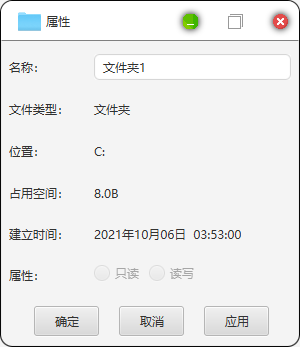 属性
名称： 文件夹1
文件类型： 文件夹
位置： C:
占用空间： 8.0B
建立时间： 2021年10月06日  03:53:00
属性： 只读 读写
确定 取消 应用